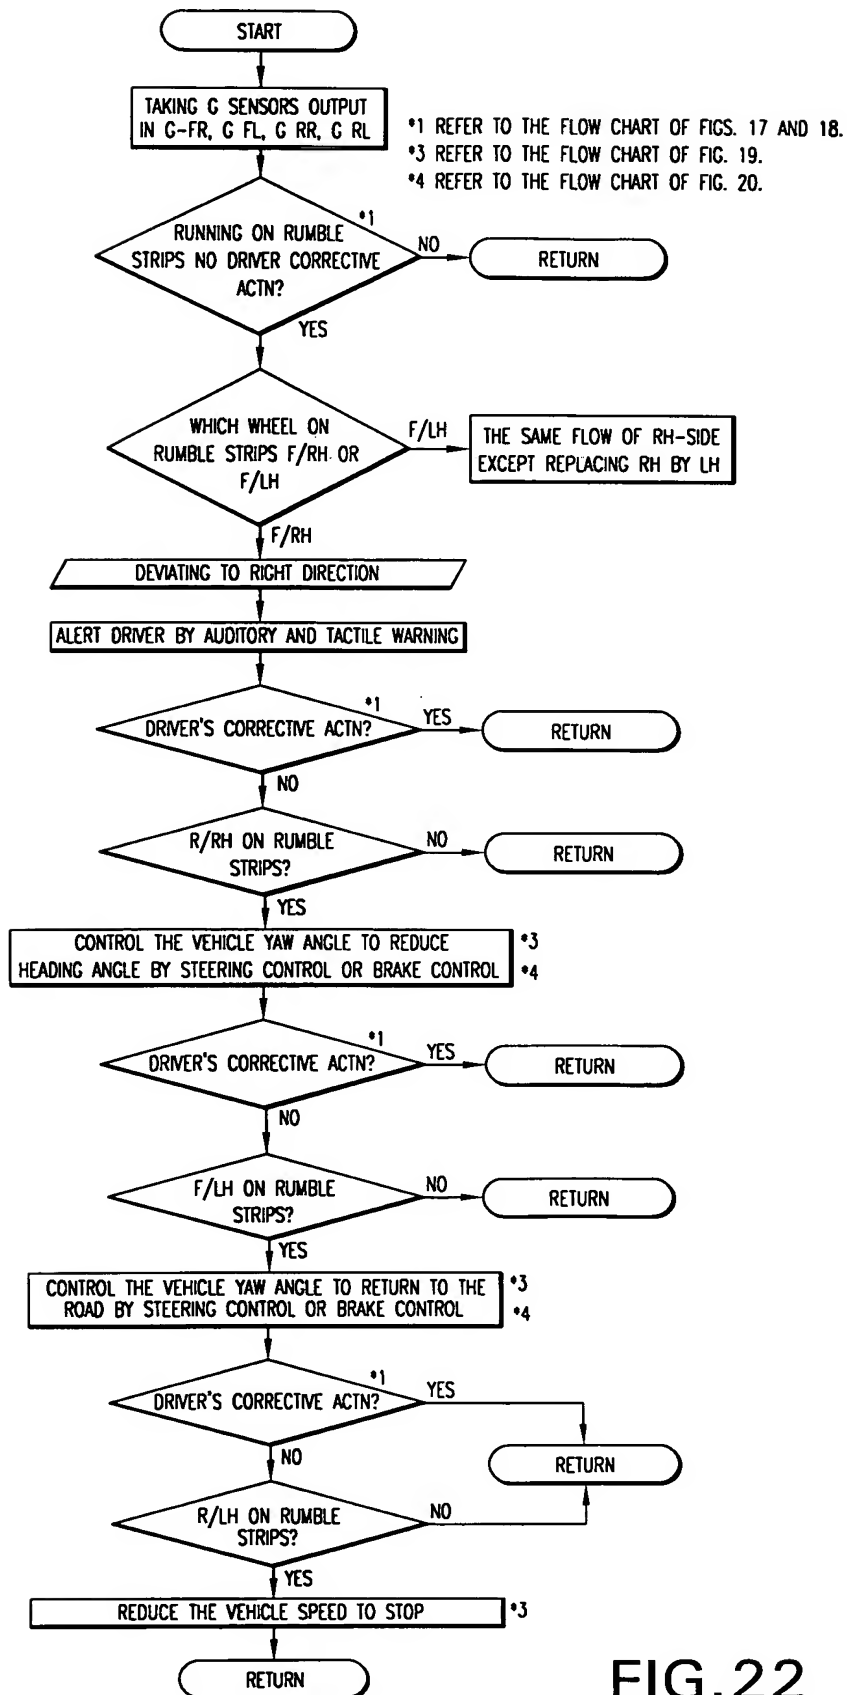 START
TAKING G SENSORS OUTPUT
IN G-FR, G FL, G RR, G RL
*1 REFER TO THE FLOW CHART OF FIGS. 17 AND 18.
*3 REFER TO THE FLOW CHART OF FIG. 19.
*4 REFER TO THE FLOW CHART OF FIG. 20.
*1
RUNNING ON RUMBLE
STRIPS NO DRIVER CORRECTIVE
ACTN?
NO
RETURN
YES
WHICH WHEEL ON
RUMBLE STRIPS F/RH OR
F/LH
F/LH
THE SAME FLOW OF RH-SIDE
EXCEPT REPLACING RH BY LH
F/RH
DEVIATING TO RIGHT DIRECTION
ALERT DRIVER BY AUDITORY AND TACTILE WARNING
*1
DRIVER'S CORRECTIVE ACTN?
YES
RETURN
NO
R/RH ON RUMBLE
STRIPS?
NO
RETURN
YES
CONTROL THE VEHICLE YAW ANGLE TO REDUCE
HEADING ANGLE BY STEERING CONTROL OR BRAKE CONTROL
*3
*4
*1
DRIVER'S CORRECTIVE ACTN?
YES
RETURN
NO
F/LH ON RUMBLE
STRIPS?
NO
RETURN
YES
CONTROL THE VEHICLE YAW ANGLE TO RETURN TO THE
ROAD BY STEERING CONTROL OR BRAKE CONTROL
*3
*4
*1
DRIVER'S CORRECTIVE ACTN?
YES
RETURN
NO
R/LH ON RUMBLE
STRIPS?
NO
YES
REDUCE THE VEHICLE SPEED TO STOP
*3
RETURN
FIG.22